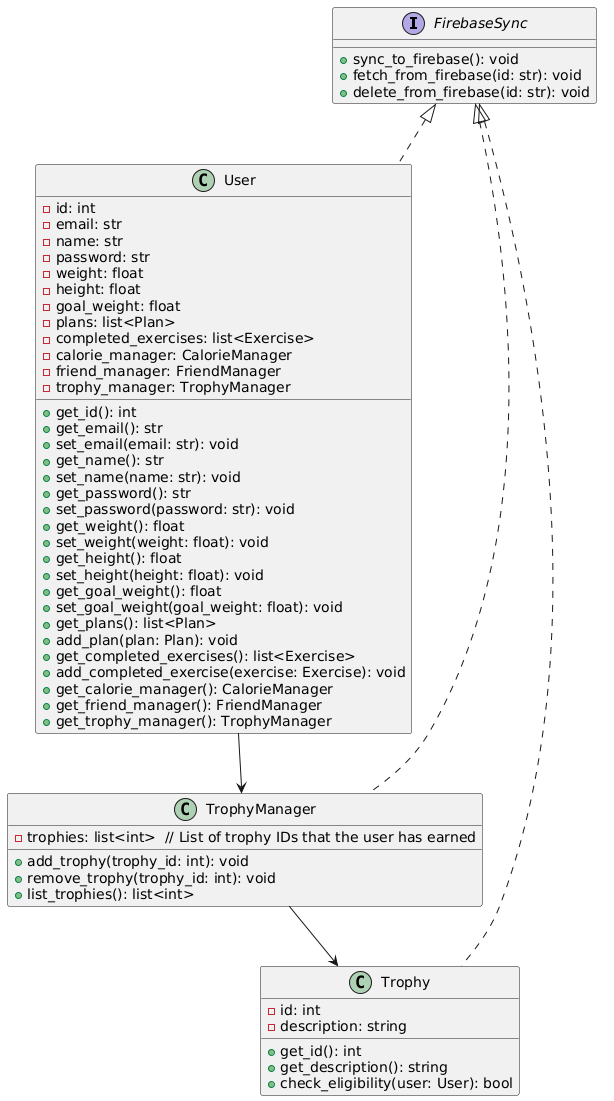 I FirebaseSync
sync_to_firebase(): void
fetch_from_firebase(id: str): void
delete_from_firebase(id: str): void
C User
id: int
email: str
name: str
password: str
weight: float
height: float
goal_weight: float
plans: list<Plan>
completed_exercises: list<Exercise>
calorie_manager: CalorieManager
friend_manager: FriendManager
trophy_manager: TrophyManager
get_id(): int
get_email(): str
set_email(email: str): void
get_name(): str
set_name(name: str): void
get_password(): str
set_password(password: str): void
get_weight(): float
set_weight(weight: float): void
get_height(): float
set_height(height: float): void
get_goal_weight(): float
set_goal_weight(goal_weight: float): void
get_plans(): list<Plan>
add_plan(plan: Plan): void
get_completed_exercises(): list<Exercise>
add_completed_exercise(exercise: Exercise): void
get_calorie_manager(): CalorieManager
get_friend_manager(): FriendManager
get_trophy_manager(): TrophyManager
C TrophyManager
trophies: list<int>  // List of trophy IDs that the user has earned
add_trophy(trophy_id: int): void
remove_trophy(trophy_id: int): void
list_trophies(): list<int>
C Trophy
id: int
description: string
get_id(): int
get_description(): string
check_eligibility(user: User): bool